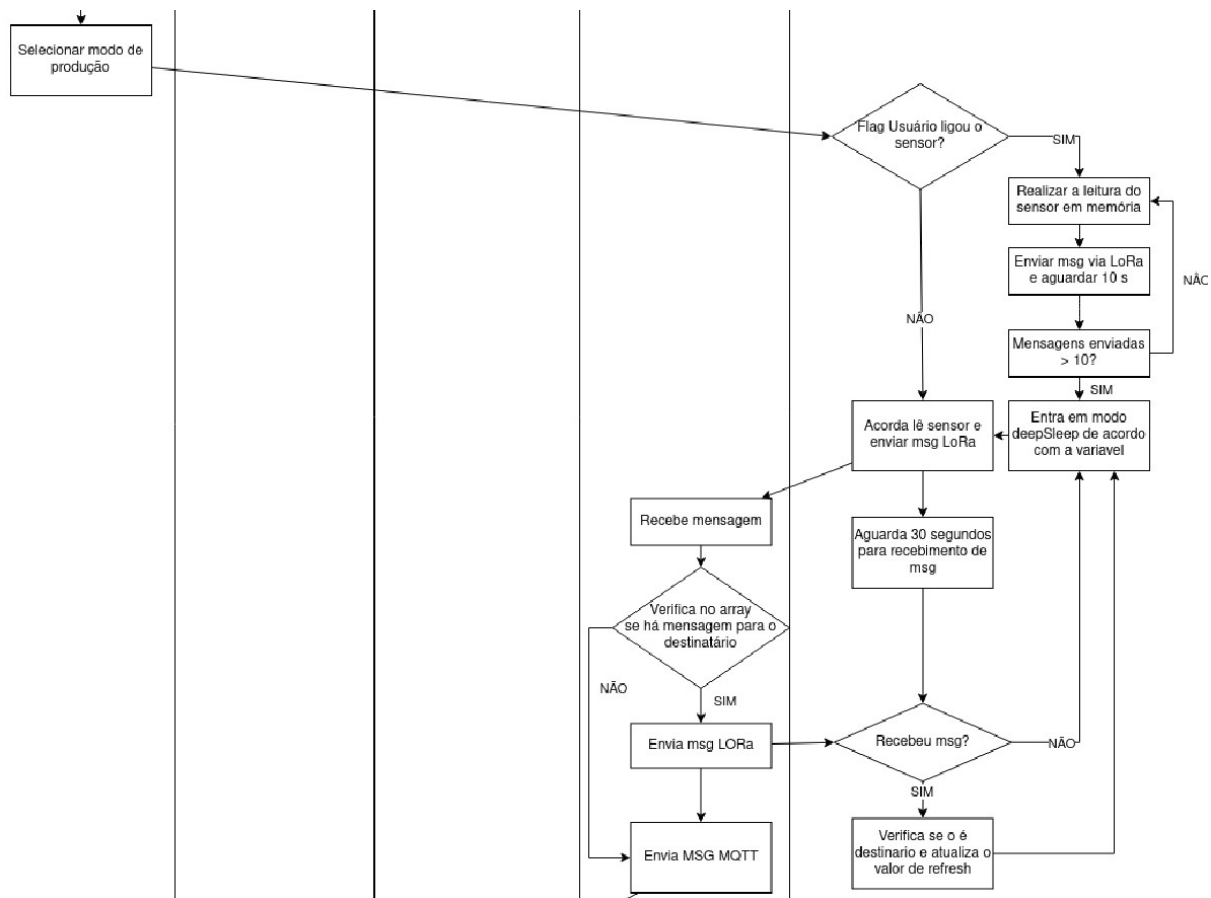 Selecionar modo de
produção
Flag Usuário ligou o
sensor?
SIM
Realizar a leitura do
sensor em memória
Enviar msg via LoRa
e aguardar 10 s
NÃO
NÃO
Mensagens enviadas
> 10?
SIM
Acorda lê sensor e
enviar msg LoRa
Entra em modo
deepSleep de acordo
com a variavel
Recebe mensagem
Aguarda 30 segundos
para recebimento de
msg
Verifica no array
se há mensagem para o
destinatário
NÃO
SIM
Envia msg LORa
Recebeu msg?
NÃO
SIM
Envia MSG MQTT
Verifica se o é
destinario e atualiza o
valor de refresh